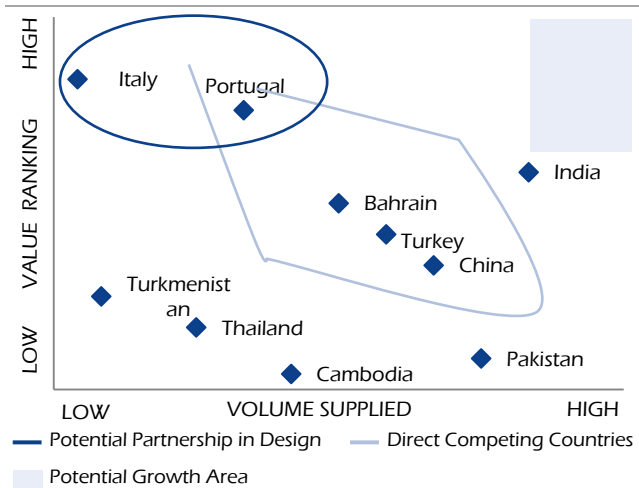 HIGH
VALUE RANKING
LOW
Italy
Portugal
India
Bahrain
Turkey
China
Turkmenist
an
Thailand
Pakistan
Cambodia
LOW VOLUME SUPPLIED HIGH
Potential Partnership in Design Direct Competing Countries
Potential Growth Area